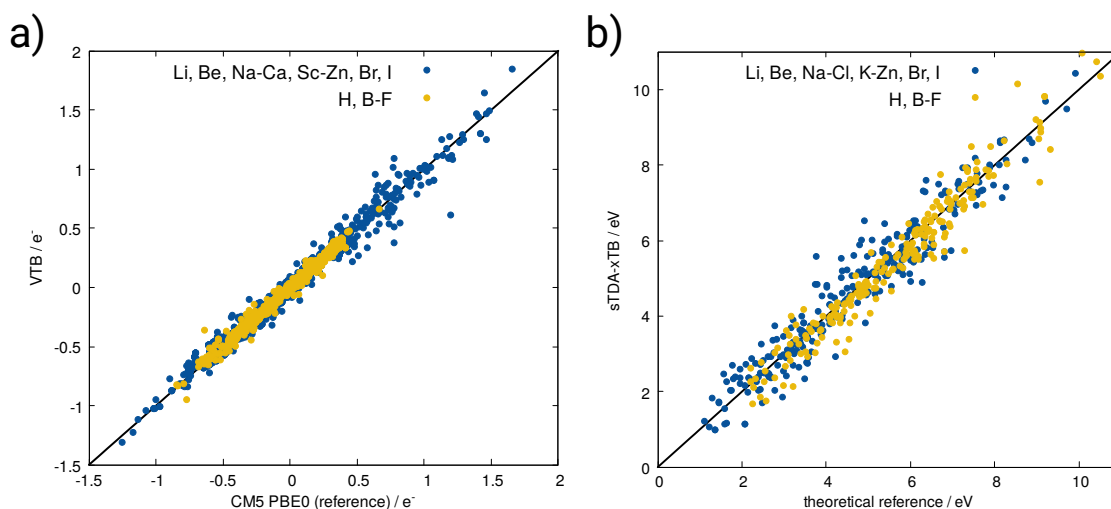 a)
Li, Be, Na-Ca, Sc-Zn, Br, I
H, B-F
VTB / e⁻
2
1.5
1
0.5
0
-0.5
-1
-1.5
-1.5
-1
-0.5
0
0.5
1
1.5
2
CM5 PBE0 (reference) / e⁻
b)
Li, Be, Na-Cl, K-Zn, Br, I
H, B-F
sTDA-xTB / eV
10
8
6
4
2
0
0
2
4
6
8
10
theoretical reference / eV